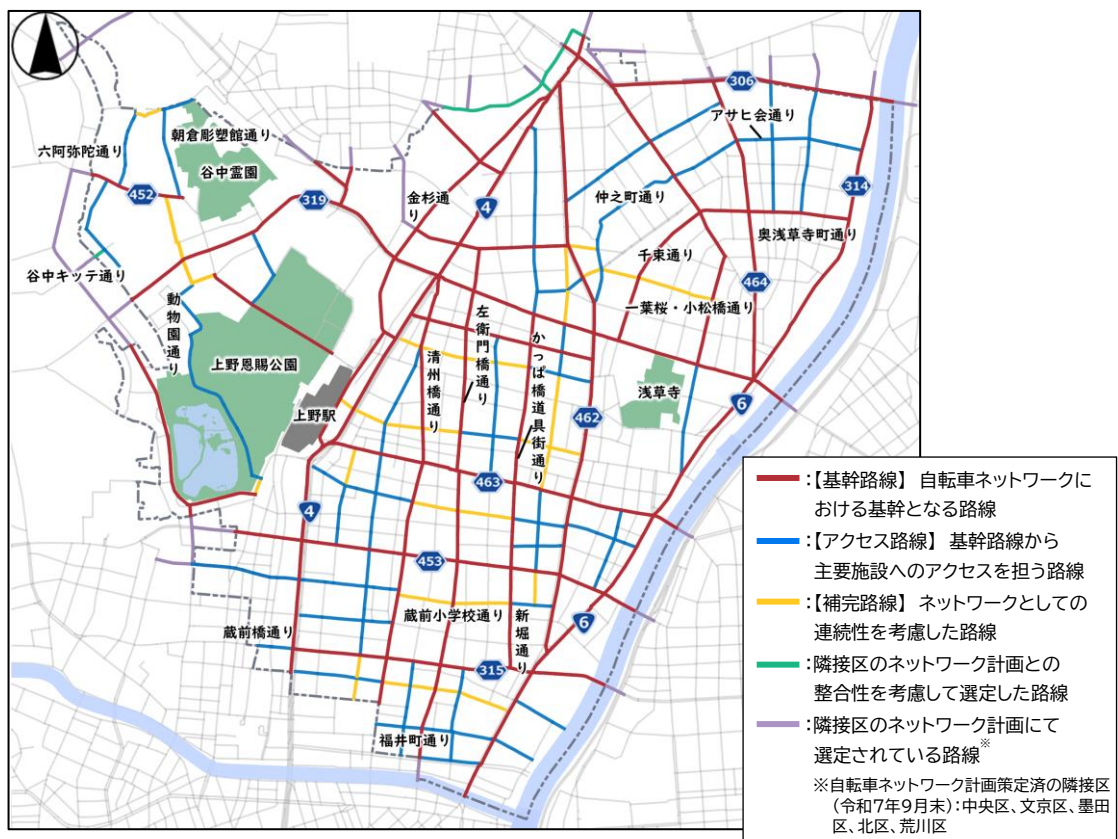 306
アサヒ会通り
朝倉彫塑館通り
六阿弥陀通り
谷中霊園
452
319
金杉通り
4
仲之町通り
314
奥浅草寺町通り
千束通り
谷中キッテ通り
464
一葉桜・小松橋通り
動物園通り
左衛門橋通り
かっぱ橋道具街通り
清州橋通り
上野恩賜公園
浅草寺
上野駅
462
6
463
4
453
蔵前小学校通り
新堀通り
6
蔵前橋通り
315
福井町通り
:【基幹路線】 自転車ネットワークに
おける基幹となる路線
:【アクセス路線】 基幹路線から
主要施設へのアクセスを担う路線
:【補完路線】 ネットワークとしての
連続性を考慮した路線
:隣接区のネットワーク計画との
整合性を考慮して選定した路線
:隣接区のネットワーク計画にて
選定されている路線※
※自転車ネットワーク計画策定済の隣接区
(令和7年9月末):中央区、文京区、墨田
区、北区、荒川区